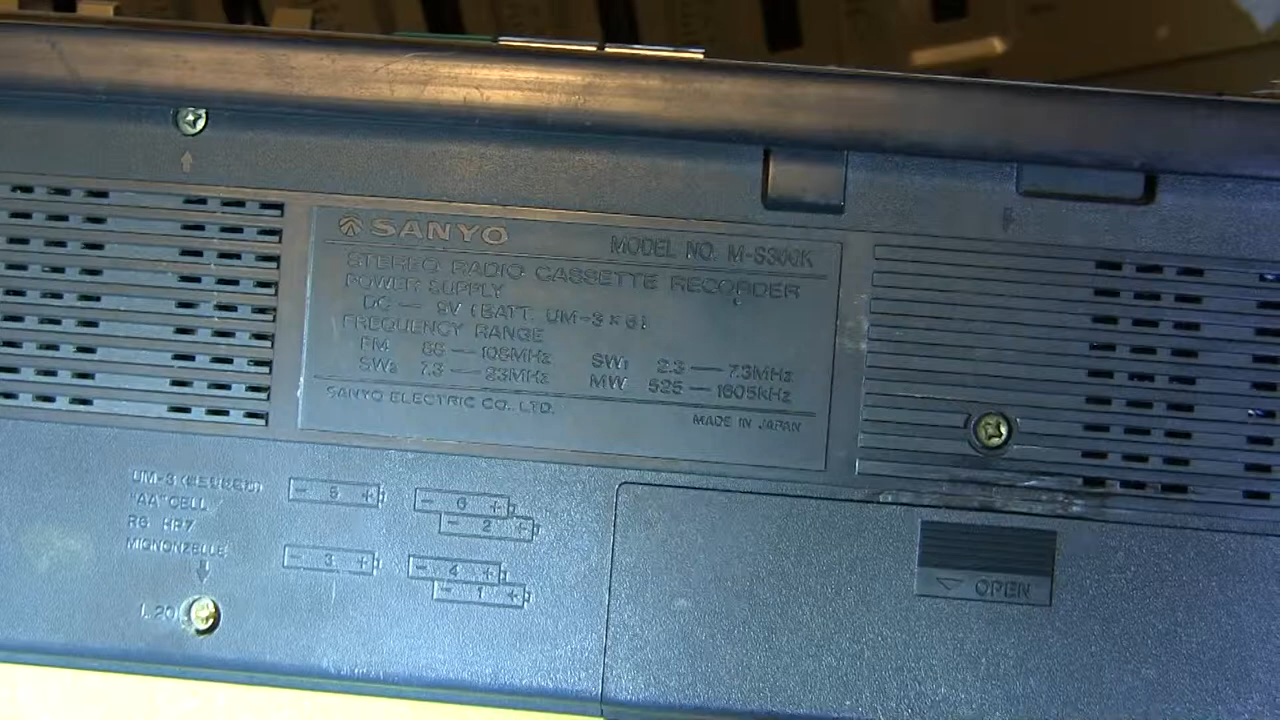 SANYO MODEL NO. M-S300K
STEREO RADIO CASSETTE RECORDER
POWER SUPPLY
DC — 9V (BATT. UM-3 × 6)
FREQUENCY RANGE
FM 88 — 108MHz SW1 2.3 — 7.3MHz
SW2 7.3 — 23MHz MW 525 — 1605kHz
SANYO ELECTRIC CO., LTD. MADE IN JAPAN
UM-3
"AA" CELL
R6 HP7
MIGNONZELLE
- 5 +
- 6 +
- 2 +
- 3 +
- 4 +
- 1 +
OPEN